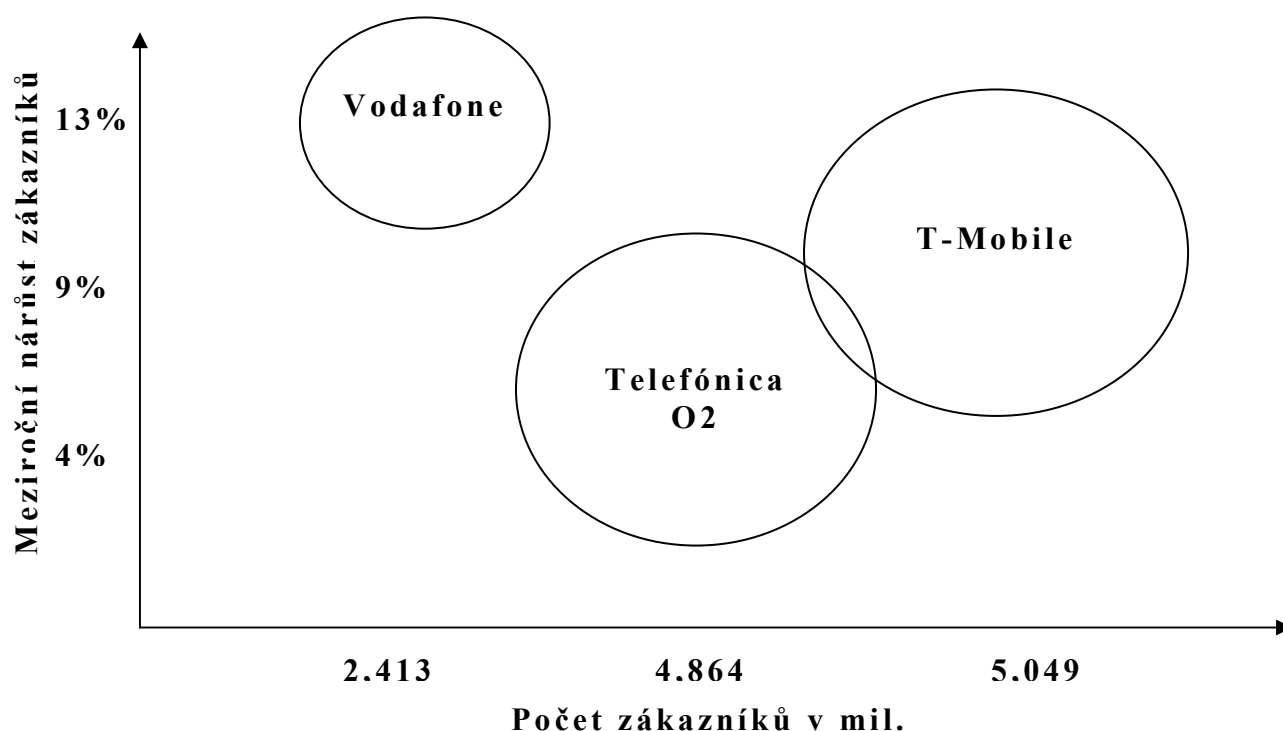 Meziroční nárůst zákazníků
13%
9%
4%
Vodafone
T-Mobile
Telefónica
O2
2,413
4,864
5,049
Počet zákazníků v mil.